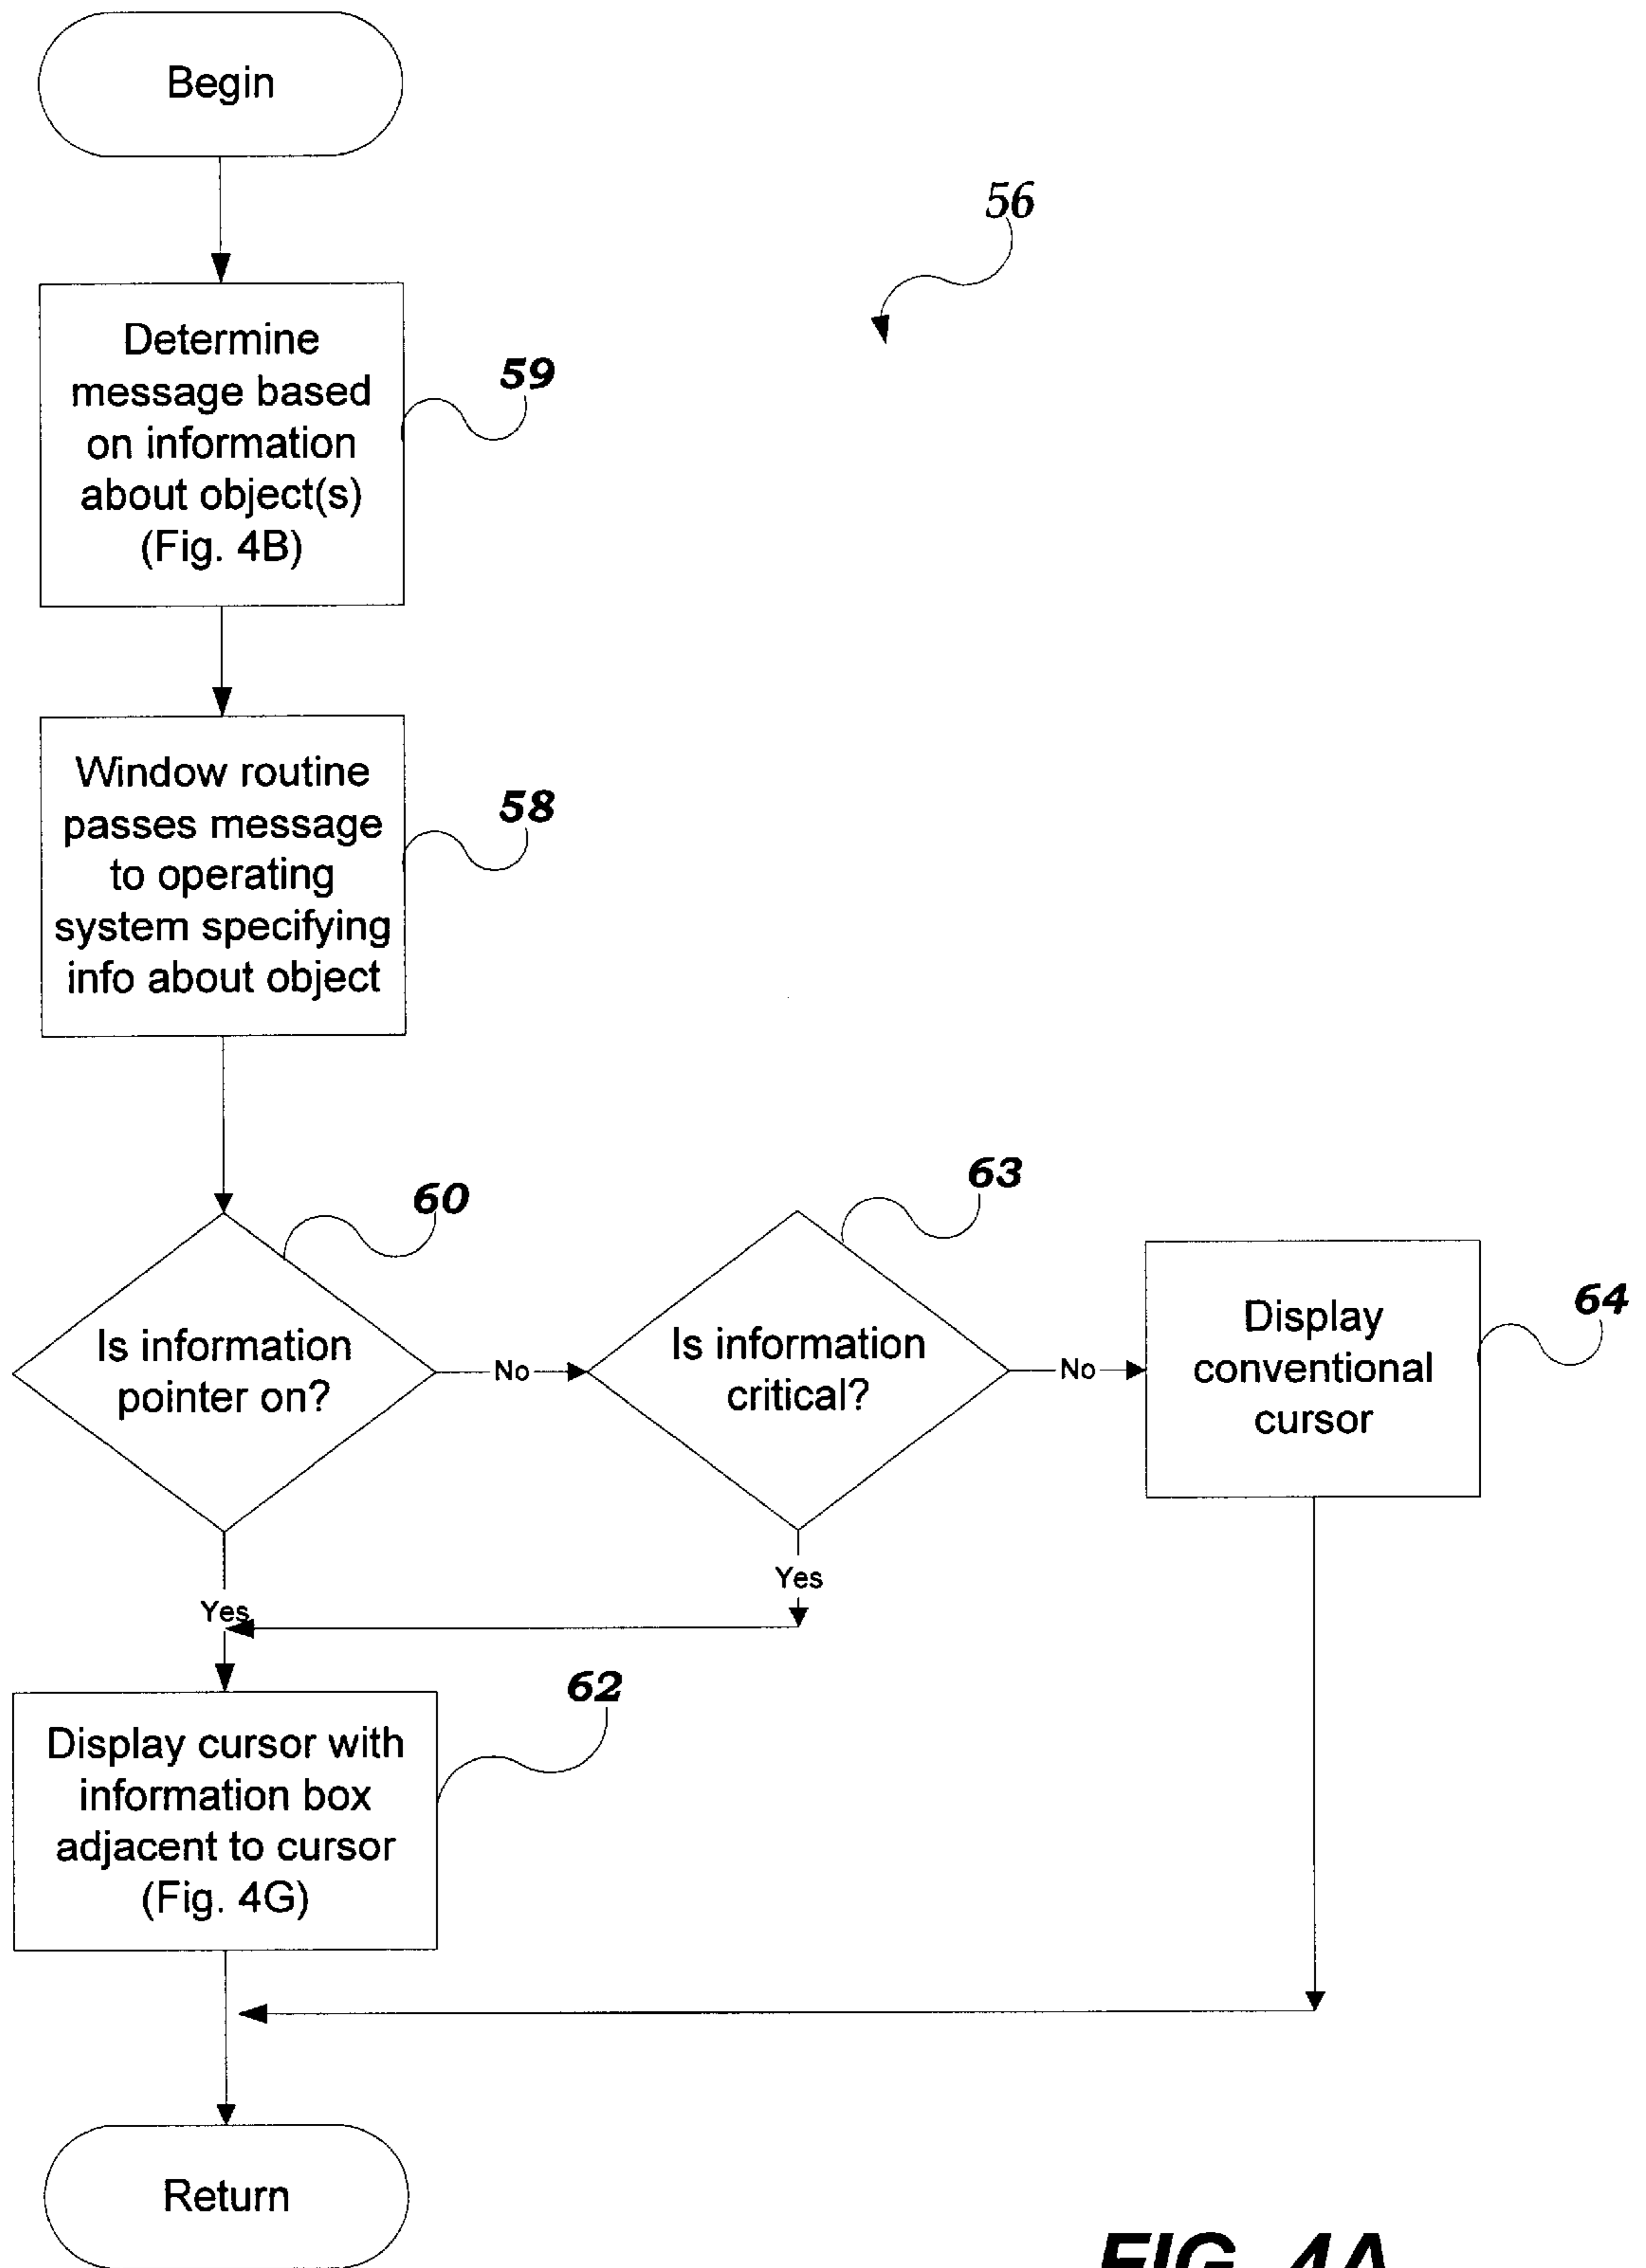 Begin
56
Determine
message based
on information
about object(s)
(Fig. 4B)
59
Window routine
passes message
to operating
system specifying
info about object
58
60
Is information
pointer on?
No
63
Is information
critical?
No
64
Display
conventional
cursor
Yes
Yes
62
Display cursor with
information box
adjacent to cursor
(Fig. 4G)
Return
FIG. 4A